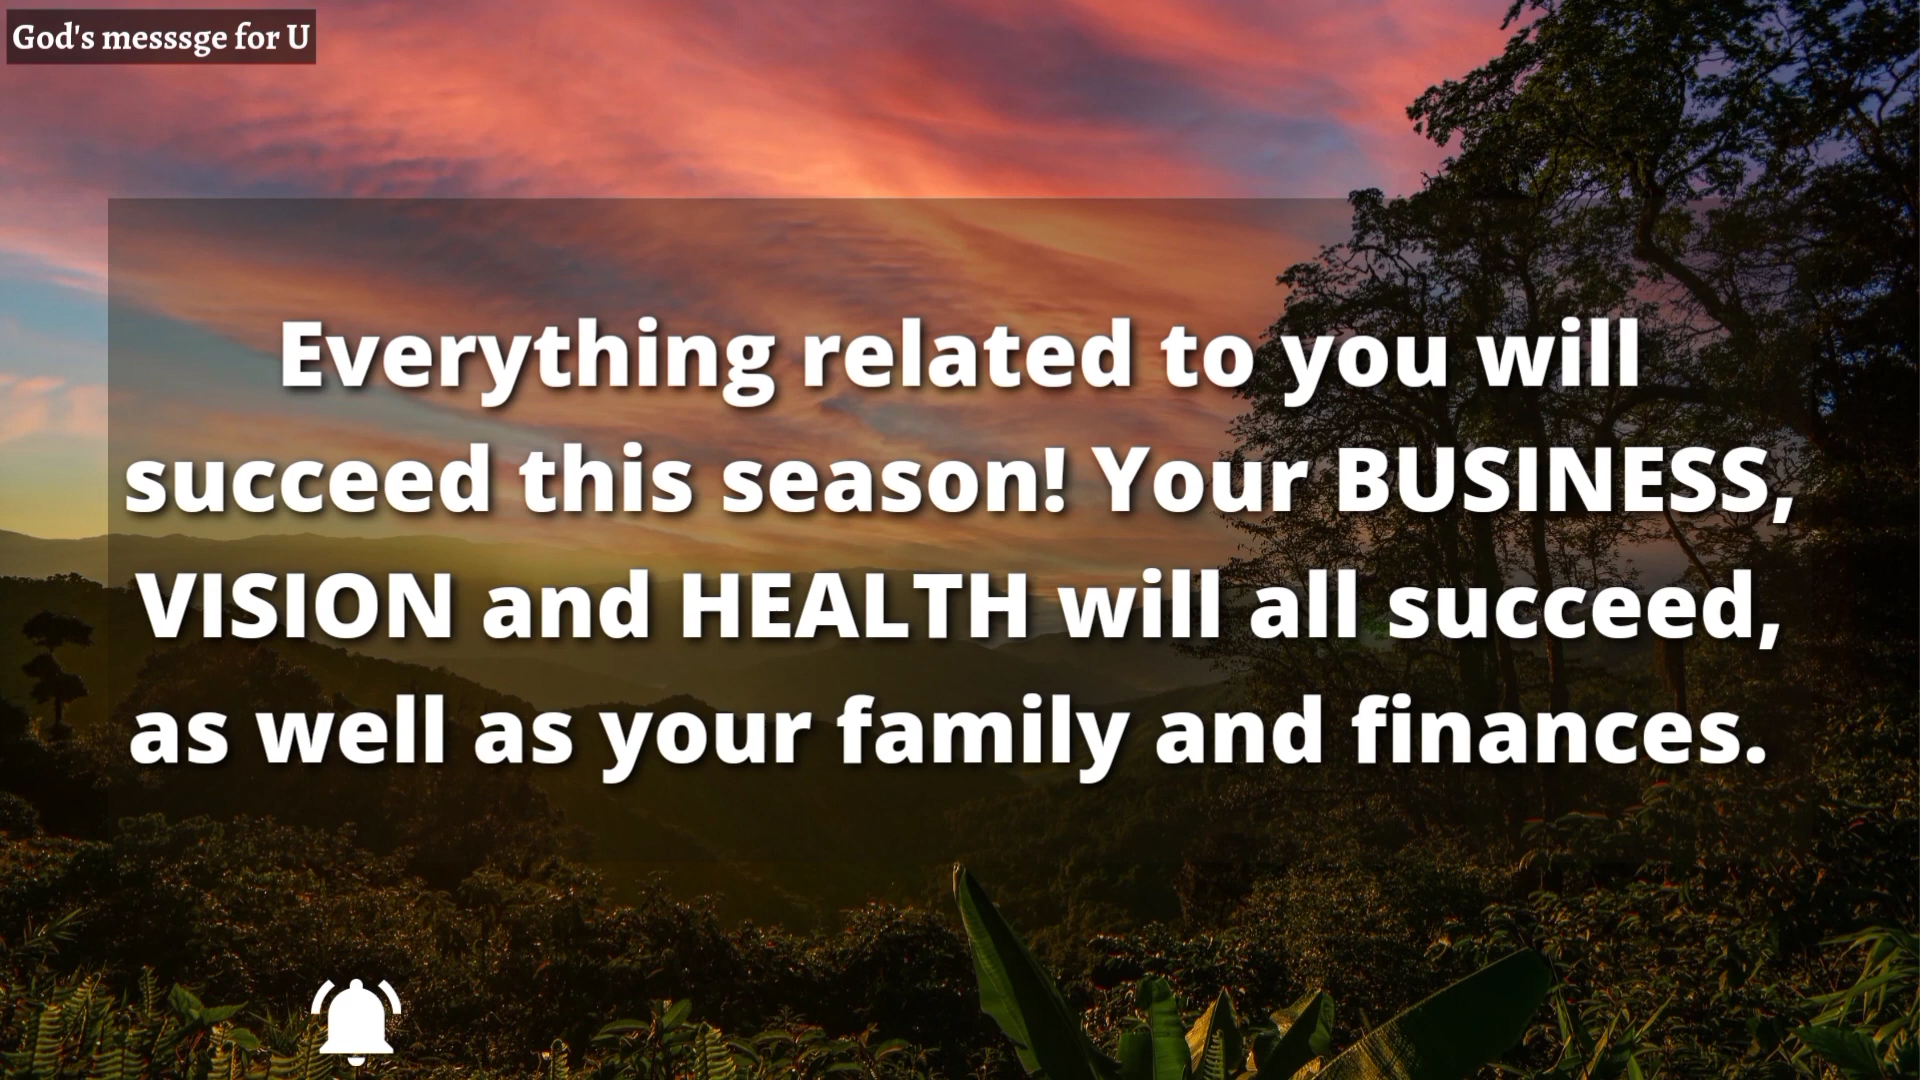 God's messsge for U
Everything related to you will
succeed this season! Your BUSINESS,
VISION and HEALTH will all succeed,
as well as your family and finances.